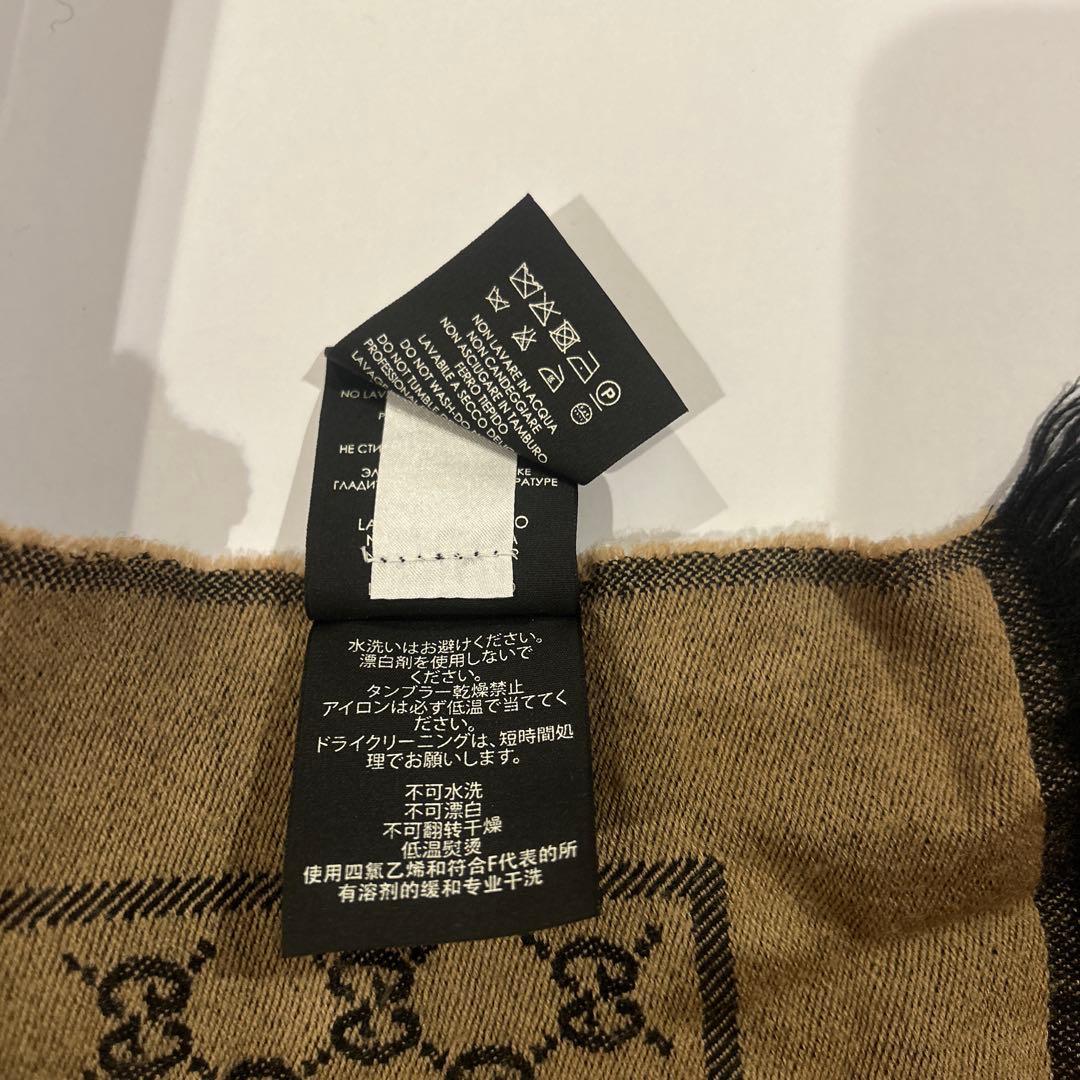 NON LAVARE IN ACQUA
NON CANDEGGIARE
NON ASCIUGARE IN TAMBURO
FERRO TIEPIDO
LAVABILE A SECCO
DO NOT WASH-DO
DO NOT TUMBLE
PROFESSIONAL
P
NO LAV
НЕ СТИ
ГЛАДИ
РАТУРЕ
水洗いはお避けください。
漂白剤を使用しないで
ください。
タンブラー乾燥禁止
アイロンは必ず低温で当ててく
ださい。
ドライクリーニングは、短時間処
理でお願いします。
不可水洗
不可漂白
不可翻转干燥
低温熨烫
使用四氯乙烯和符合F代表的所
有溶剂的缓和专业干洗